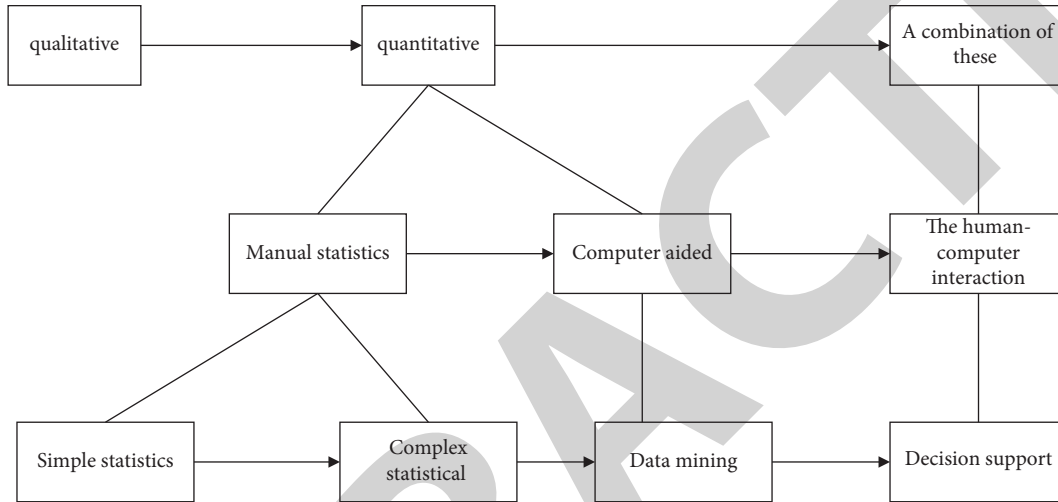 qualitative
quantitative
A combination of
these
Manual statistics
Computer aided
The human-
computer
interaction
Simple statistics
Complex
statistical
Data mining
Decision support
ACT